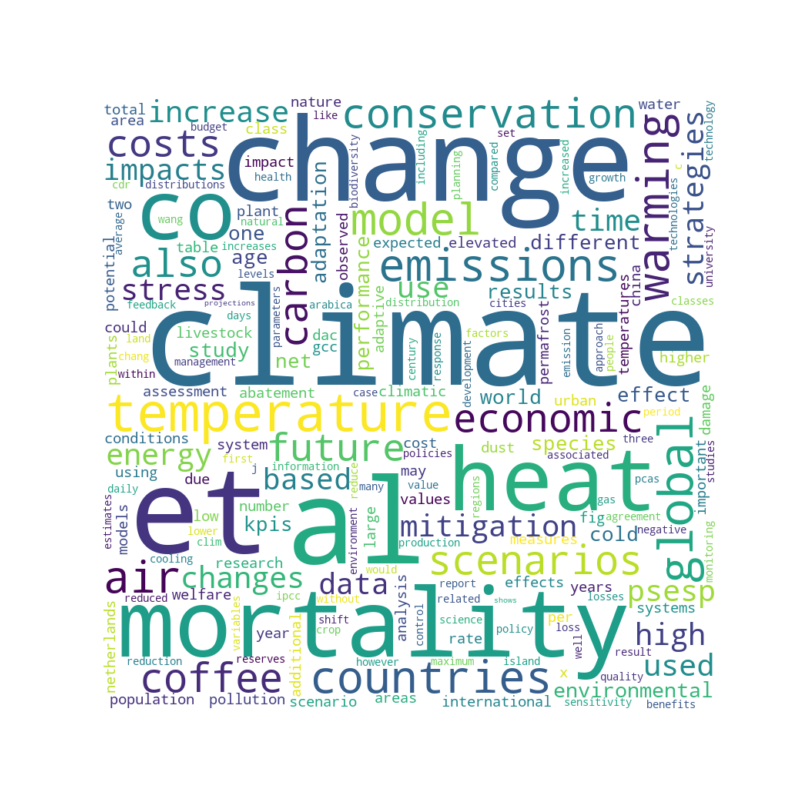 total
area
increase
nature
like
conservation
water
technology
budget
class
set
costs
change
warming
strategies
impacts
impact
health
adaptation
biodiversity
including
planning
compared
increased
growth
c
technologies
university
cdr
distributions
two
co
plant
model
time
wang
natural
one
potential
average
also
table
increases
carbon
observed
expected
elevated
different
age
levels
emissions
stress
feedback
projections
arabica
performance
use
results
china
temperatures
could
days
parameters
adaptive
distribution
cities
permafrost
classes
climate
plants
land
livestock
dac
factors
approach
people
chang
study
gcc
century
response
development
emission
higher
within
management
net
case
climatic
world
effect
assessment
abatement
urban
period
damage
temperature
economic
conditions
system
future
cost
dust
species
three
energy
policies
associated
important
studies
using
first
j
information
reduce
many
may
heat
global
daily
due
et
based
al
value
regions
gas
pcas
estimates
models
low
number
values
fig
agreement
negative
monitoring
lower
kpis
large
environment
mitigation
cold
clim
cooling
production
measures
air
changes
research
would
scenarios
reduced
welfare
data
report
effects
years
losses
psesp
netherlands
ipcc
without
analysis
related
systems
mortality
variables
shift
control
science
shows
per
loss
high
year
crop
policy
rate
well
reduction
reserves
additional
however
maximum
island
result
used
coffee
countries
x
quality
environmental
population
pollution
scenario
areas
international
sensitivity
benefits